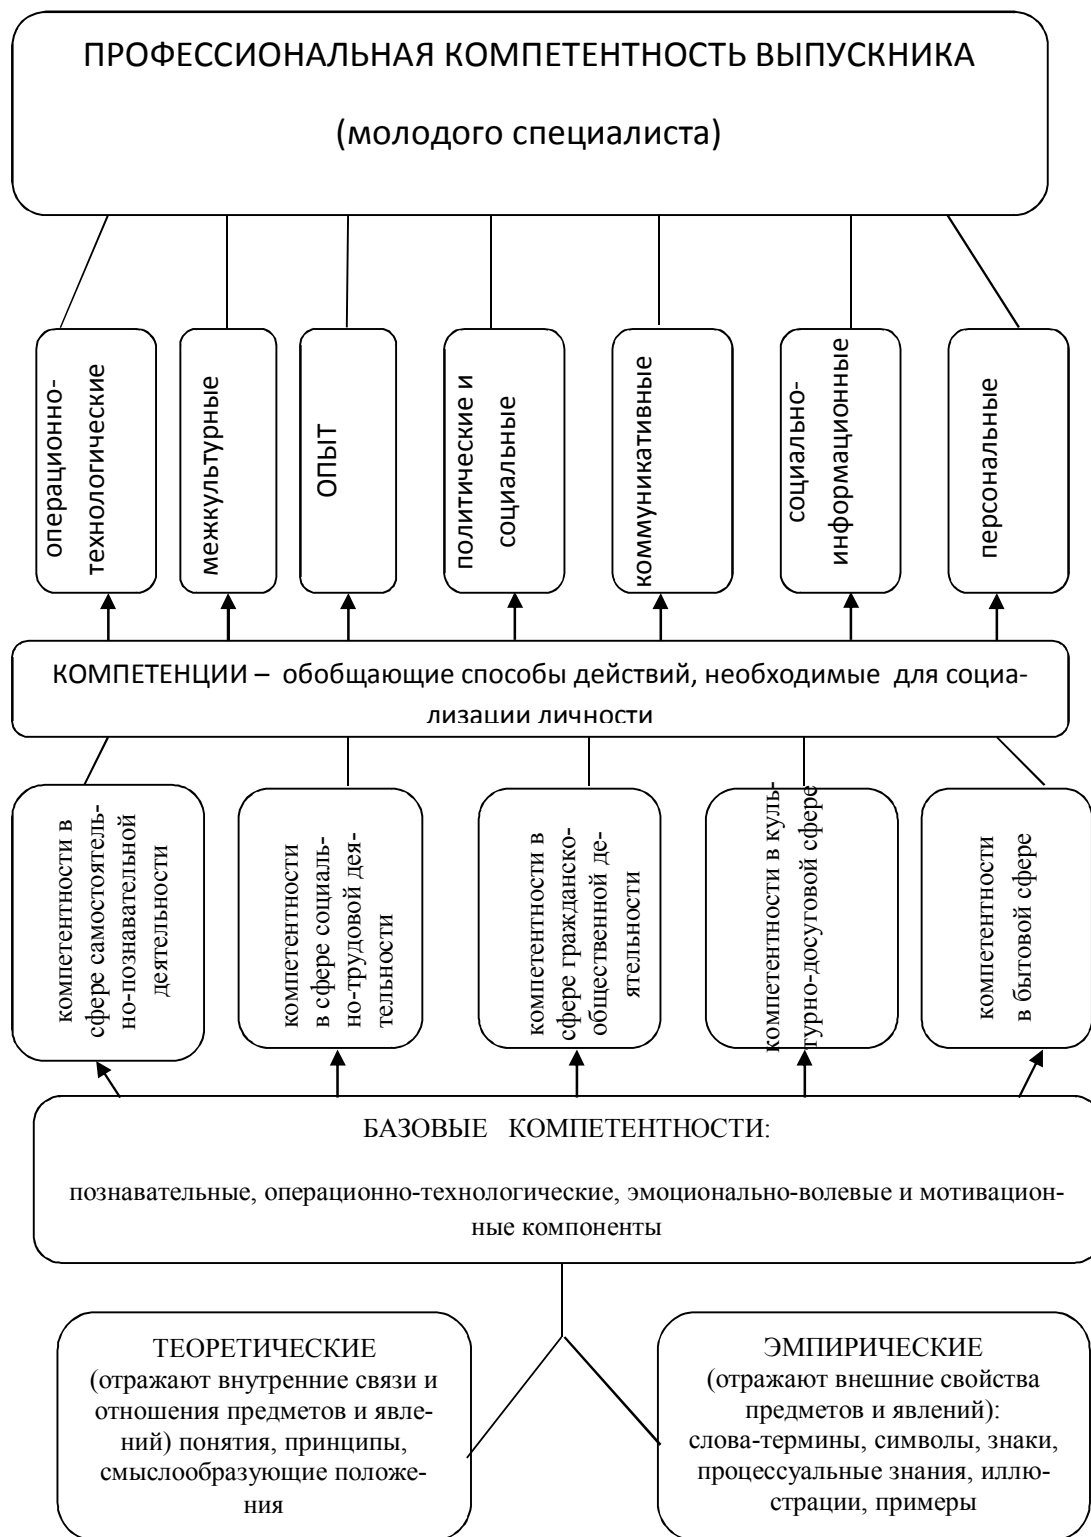 ПРОФЕССИОНАЛЬНАЯ КОМПЕТЕНТНОСТЬ ВЫПУСКНИКА
(молодого специалиста)
операционно-
технологические
межкультурные
ОПЫТ
политические и
социальные
коммуникативные
социально-
информационные
персональные
КОМПЕТЕНЦИИ – обобщающие способы действий, необходимые для социа-
лизации личности
компетентности в
сфере самостоятель-
но-познавательной
деятельности
компетентности
в сфере социаль-
но-трудовой дея-
тельности
компетентности в
сфере гражданско-
общественной де-
ятельности
компетентности в куль-
турно-досуговой сфере
компетентности
в бытовой сфере
БАЗОВЫЕ КОМПЕТЕНТНОСТИ:
познавательные, операционно-технологические, эмоционально-волевые и мотивацион-
ные компоненты
ТЕОРЕТИЧЕСКИЕ
(отражают внутренние связи и
отношения предметов и явле-
ний) понятия, принципы,
смыслообразующие положе-
ния
ЭМПИРИЧЕСКИЕ
(отражают внешние свойства
предметов и явлений):
слова-термины, символы, знаки,
процессуальные знания, иллю-
страции, примеры